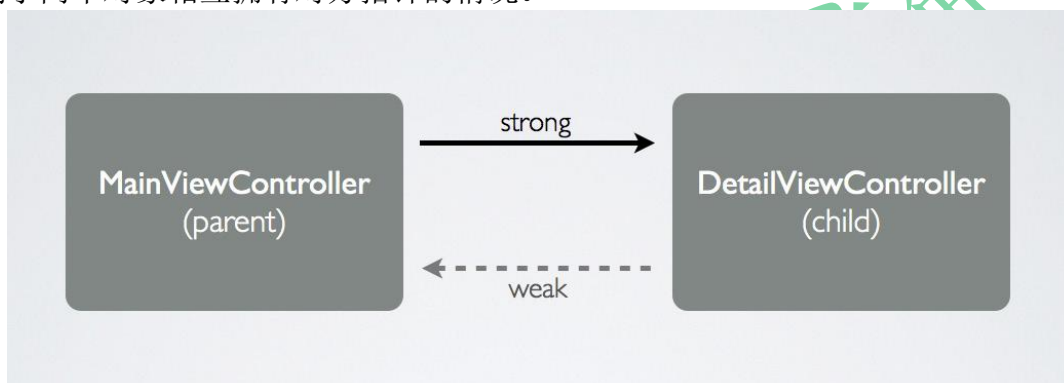 strong
MainViewController
(parent)
DetailViewController
(child)
weak